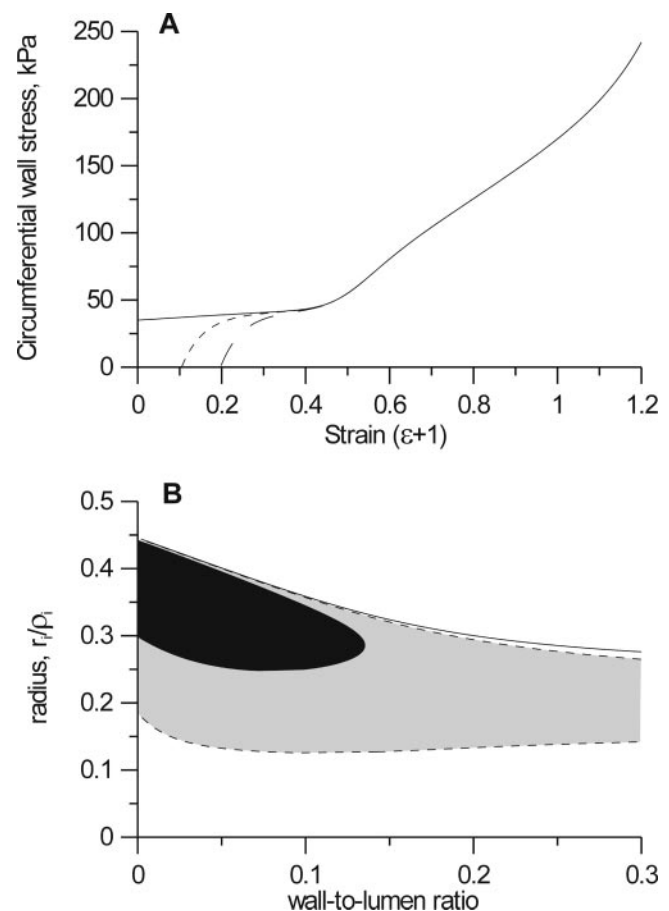 A
Circumferential wall stress, kPa
250
200
150
100
50
0
0 0.2 0.4 0.6 0.8 1 1.2
Strain (ε+1)
B
radius, rᵢ/ρᵢ
0.5
0.4
0.3
0.2
0.1
0
0 0.1 0.2 0.3
wall-to-lumen ratio